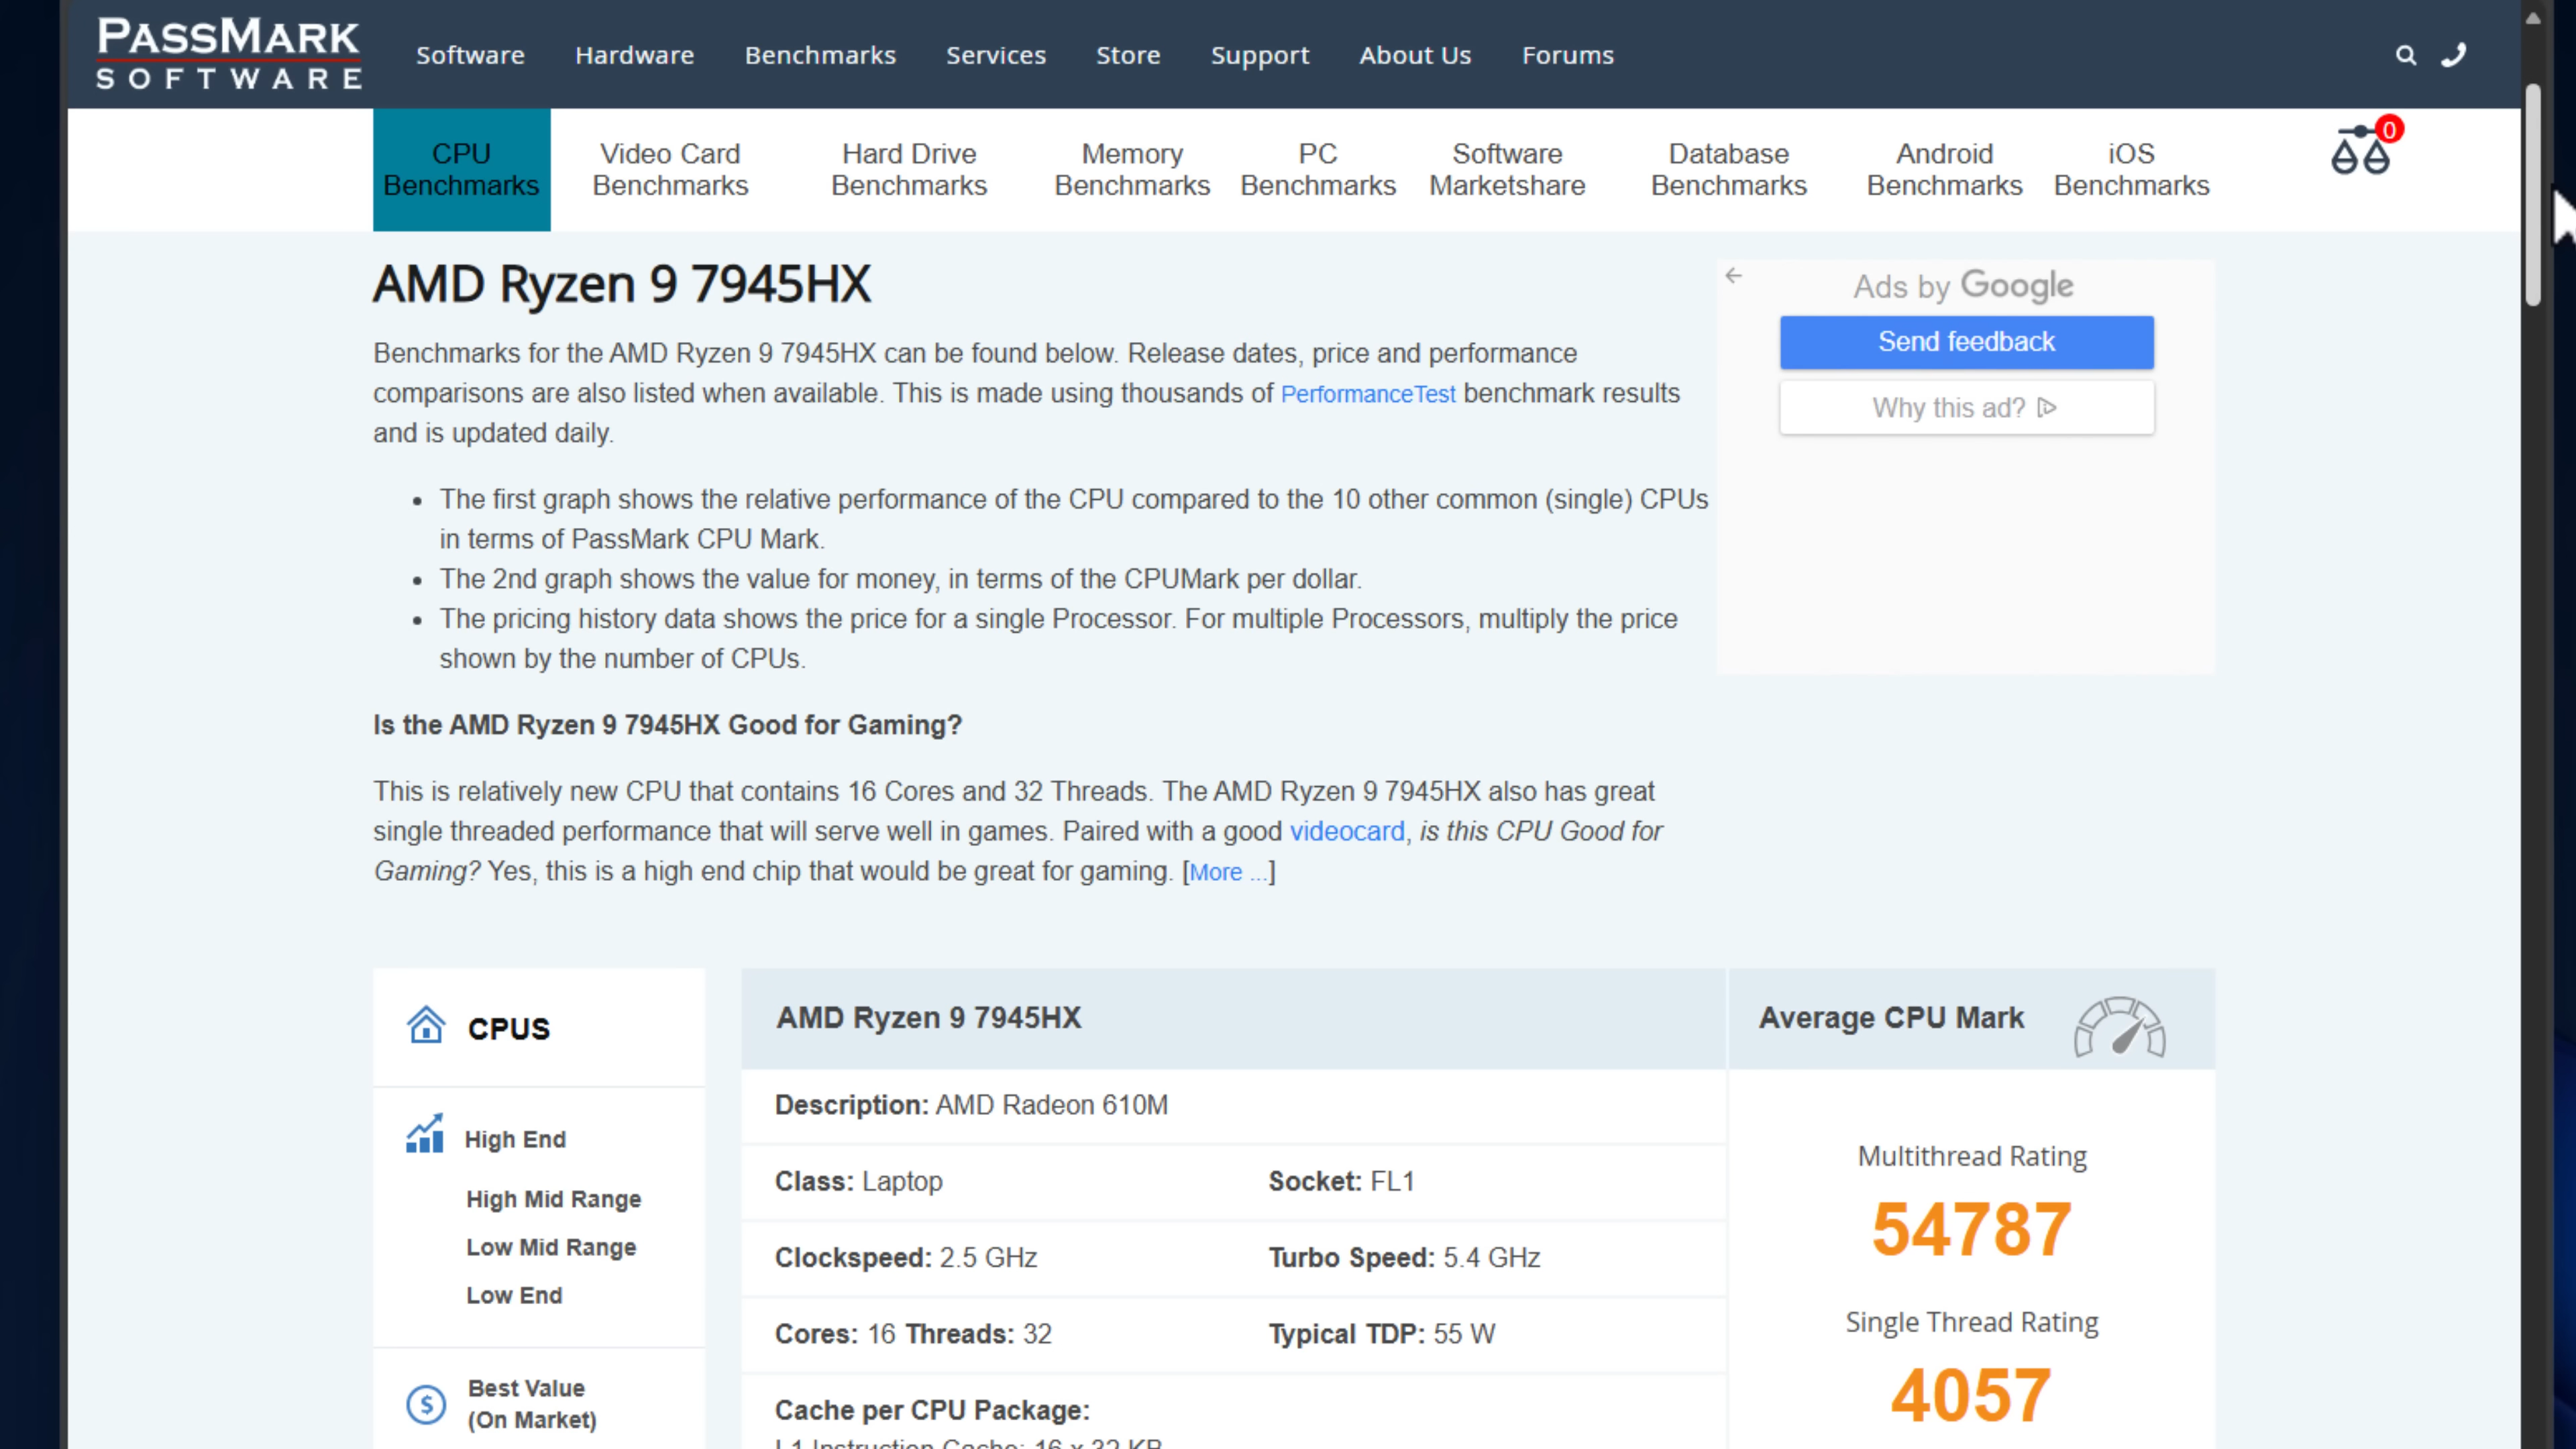 PASSMARK
SOFTWARE
Software Hardware Benchmarks Services Store Support About Us Forums
CPU Benchmarks
Video Card Benchmarks
Hard Drive Benchmarks
Memory Benchmarks
PC Benchmarks
Software Marketshare
Database Benchmarks
Android Benchmarks
iOS Benchmarks
0
AMD Ryzen 9 7945HX
Benchmarks for the AMD Ryzen 9 7945HX can be found below. Release dates, price and performance
comparisons are also listed when available. This is made using thousands of PerformanceTest benchmark results
and is updated daily.
• The first graph shows the relative performance of the CPU compared to the 10 other common (single) CPUs
in terms of PassMark CPU Mark.
• The 2nd graph shows the value for money, in terms of the CPUMark per dollar.
• The pricing history data shows the price for a single Processor. For multiple Processors, multiply the price
shown by the number of CPUs.
Is the AMD Ryzen 9 7945HX Good for Gaming?
This is relatively new CPU that contains 16 Cores and 32 Threads. The AMD Ryzen 9 7945HX also has great
single threaded performance that will serve well in games. Paired with a good videocard, is this CPU Good for
Gaming? Yes, this is a high end chip that would be great for gaming. [More ...]
Ads by Google
Send feedback
Why this ad?
CPUS
High End
High Mid Range
Low Mid Range
Low End
$
Best Value
(On Market)
AMD Ryzen 9 7945HX
Description: AMD Radeon 610M
Class: Laptop Socket: FL1
Clockspeed: 2.5 GHz Turbo Speed: 5.4 GHz
Cores: 16 Threads: 32 Typical TDP: 55 W
Cache per CPU Package:
L1 Instruction Cache: 16 x 32 KB
Average CPU Mark
Multithread Rating
54787
Single Thread Rating
4057